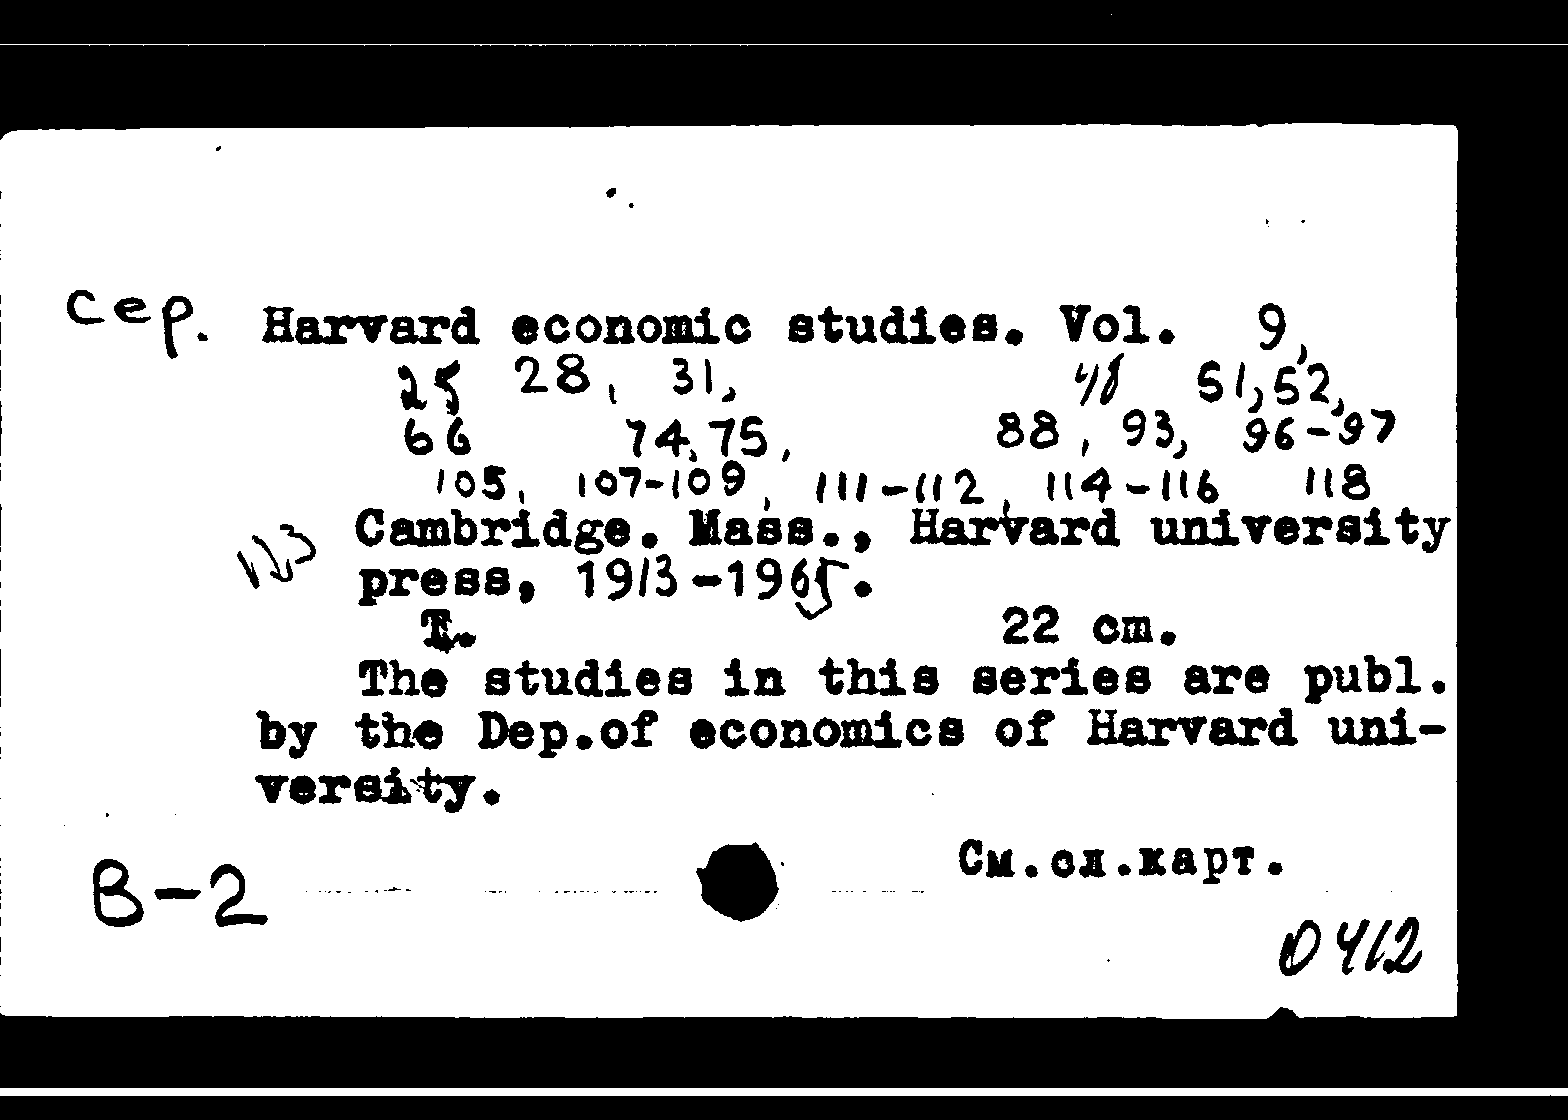 сер. Harvard economic studies. Vol. 9,
25 28, 31, 48 51, 52,
66 74, 75, 88, 93, 96-97
105, 107-109, 111-112, 114-116 118
Cambridge. Mass., Harvard university
press, 1913-1965.
T. 22 cm.
The studies in this series are publ.
by the Dep.of economics of Harvard uni-
versity.
См.сл.карт.
B-2
0412